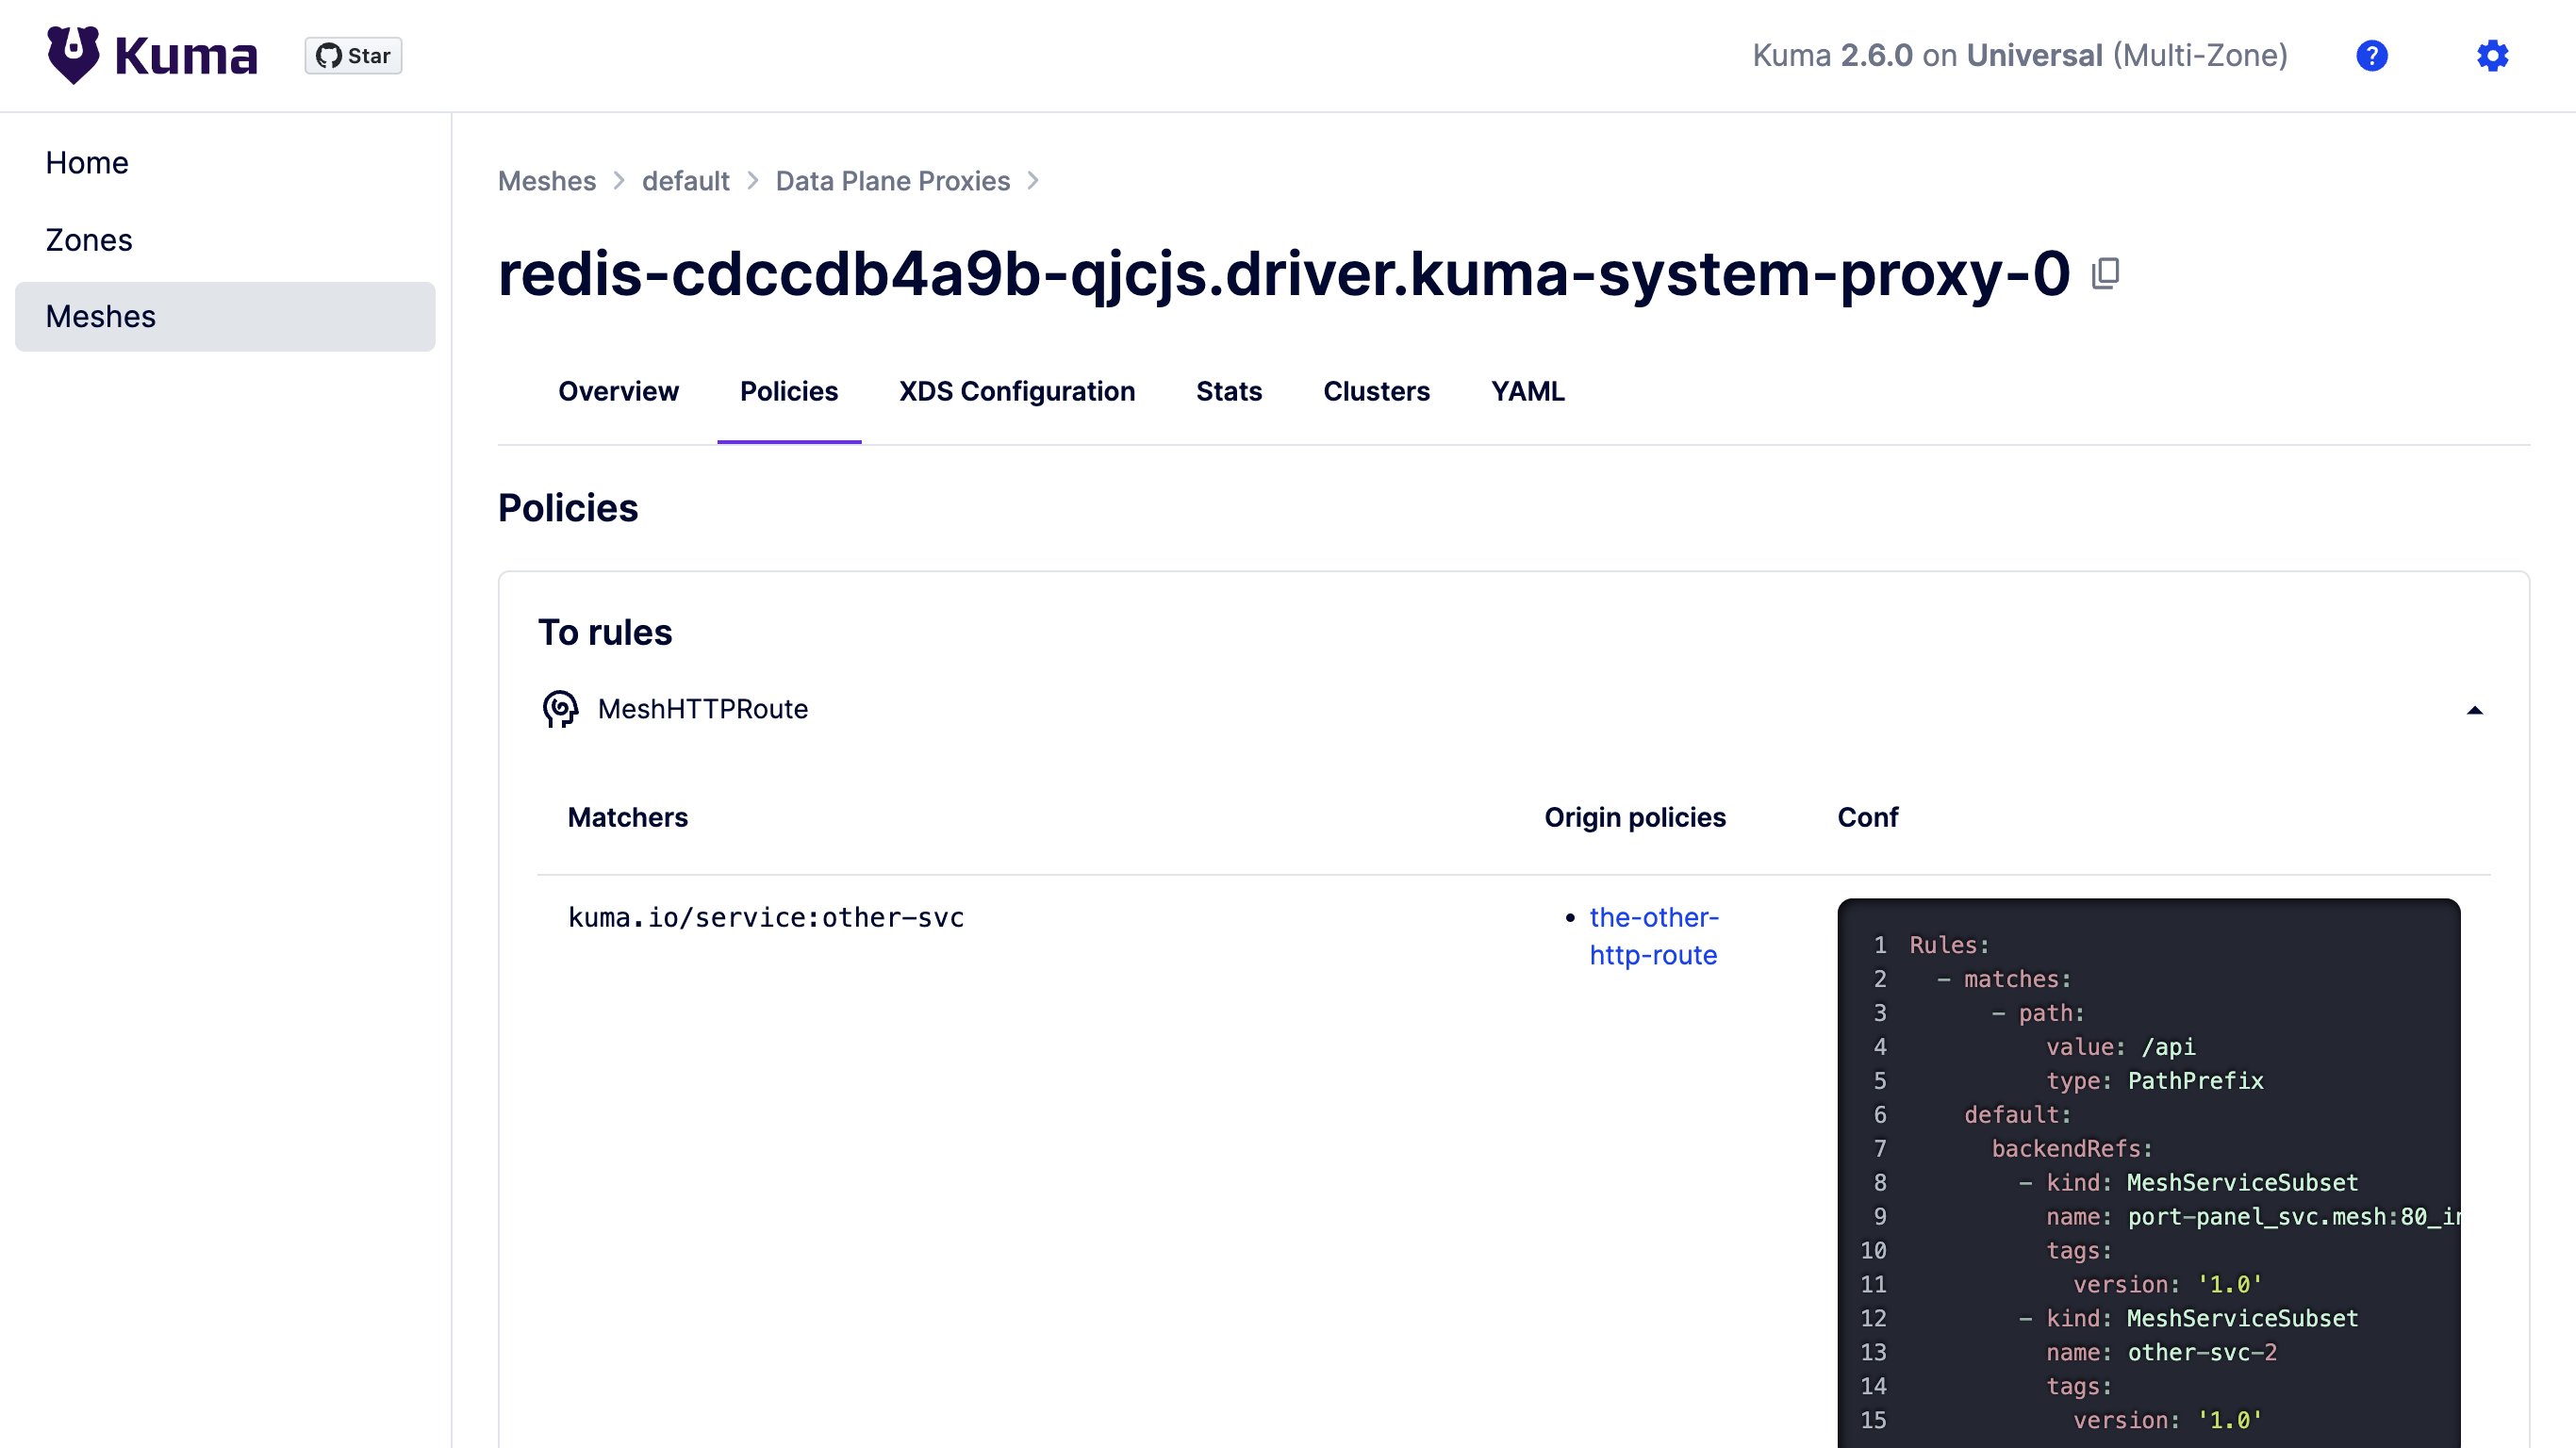 Kuma
Star
Kuma 2.6.0 on Universal (Multi-Zone)
?
Home
Zones
Meshes
Meshes > default > Data Plane Proxies >
redis-cdccdb4a9b-qjcjs.driver.kuma-system-proxy-0
Overview Policies XDS Configuration Stats Clusters YAML
Policies
To rules
MeshHTTPRoute
Matchers Origin policies Conf
kuma.io/service:other-svc
• the-other-
http-route
1 Rules:
2 - matches:
3 - path:
4 value: /api
5 type: PathPrefix
6 default:
7 backendRefs:
8 - kind: MeshServiceSubset
9 name: port-panel_svc.mesh:80_
10 tags:
11 version: '1.0'
12 - kind: MeshServiceSubset
13 name: other-svc-2
14 tags:
15 version: '1.0'